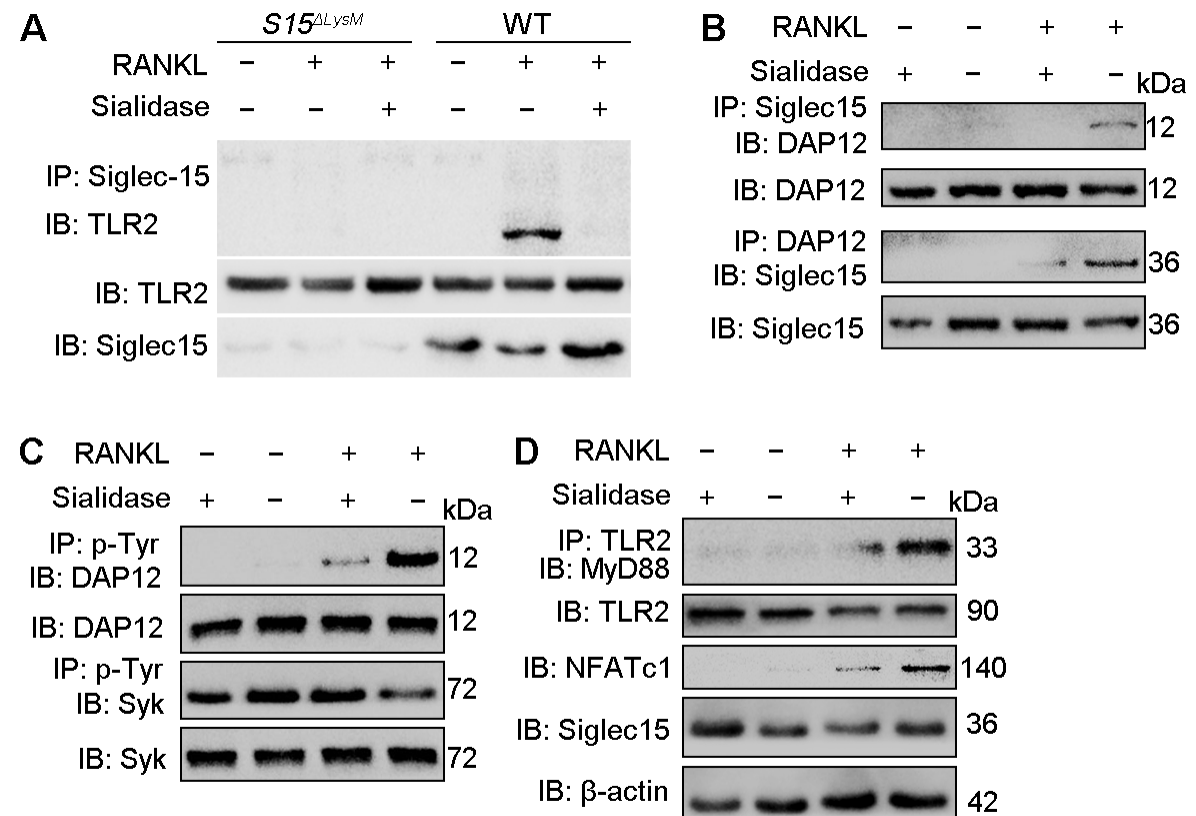 A
S15ΔLysM WT
RANKL − + + − + +
Sialidase − − + − − +
IP: Siglec-15
IB: TLR2
IB: TLR2
IB: Siglec15
B
RANKL − − + +
Sialidase + − + −
kDa
IP: Siglec15
IB: DAP12
12
IB: DAP12 12
IP: DAP12
IB: Siglec15
36
IB: Siglec15 36
C
RANKL − − + +
Sialidase + − + −
kDa
IP: p-Tyr
IB: DAP12
12
IB: DAP12 12
IP: p-Tyr
IB: Syk
72
IB: Syk 72
D
RANKL − − + +
Sialidase + − + −
kDa
IP: TLR2
IB: MyD88
33
IB: TLR2 90
IB: NFATc1 140
IB: Siglec15 36
IB: β-actin 42